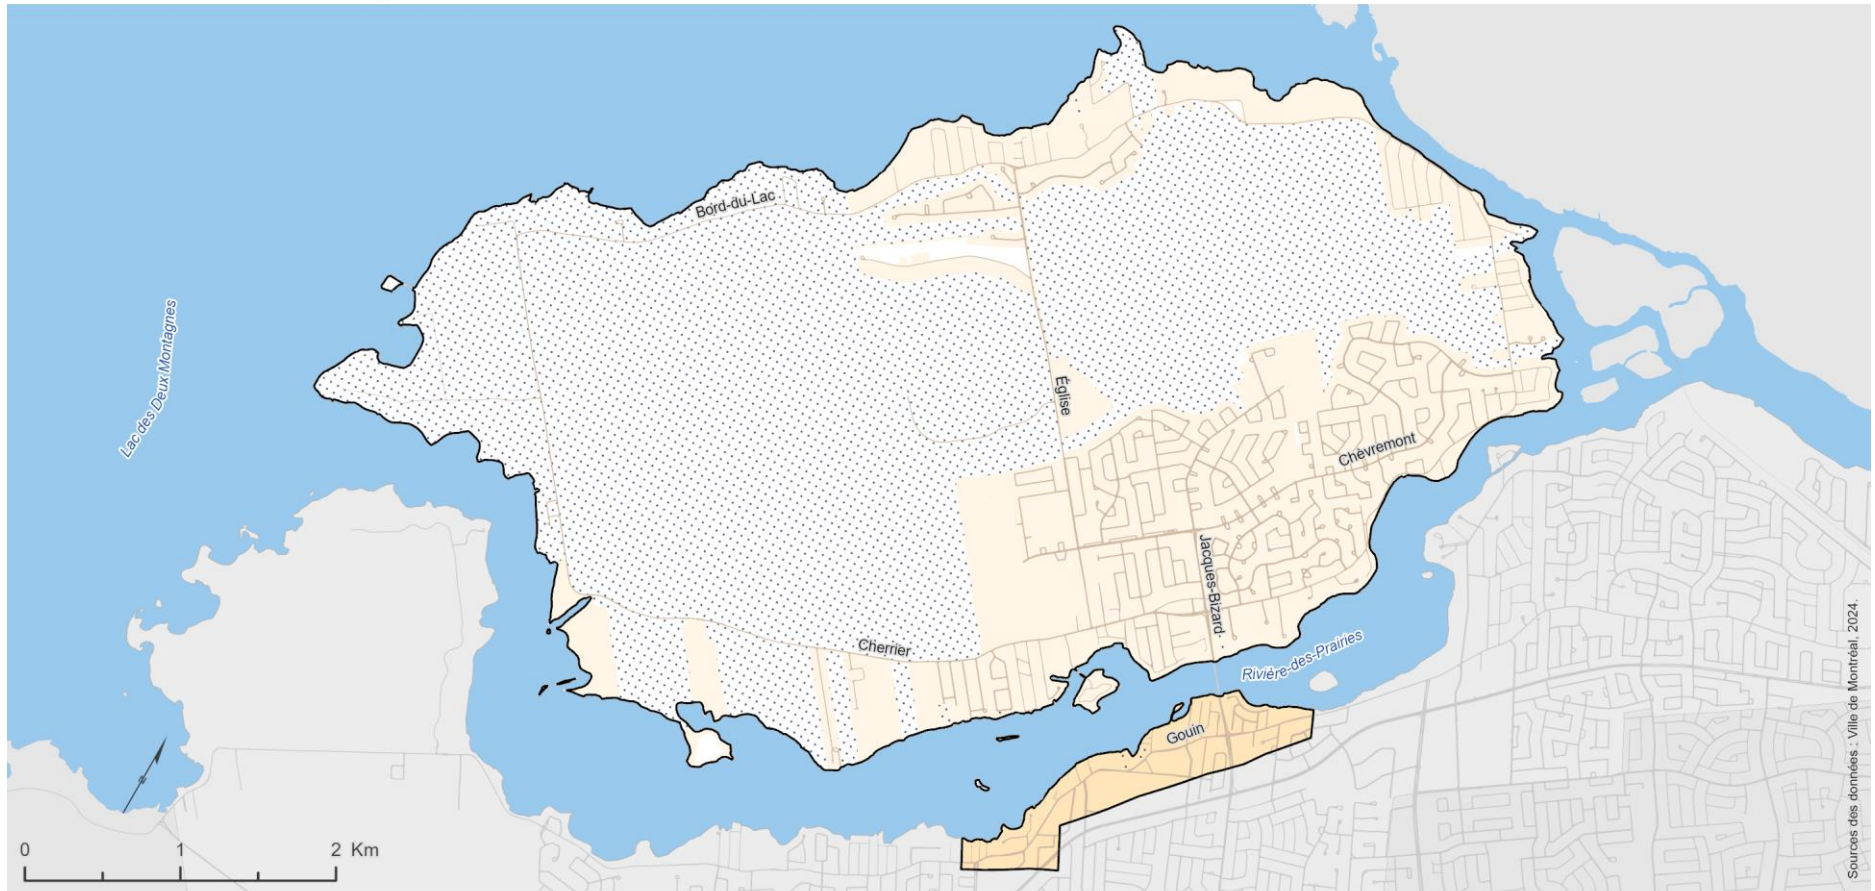 Bord-du-Lac
Lac des Deux Montagnes
Église
Chèvremont
Jacques-Bizard
Cherrier
Rivière-des-Prairies
Gouin
N
0 1 2 Km
Sources des données : Ville de Montréal, 2024.